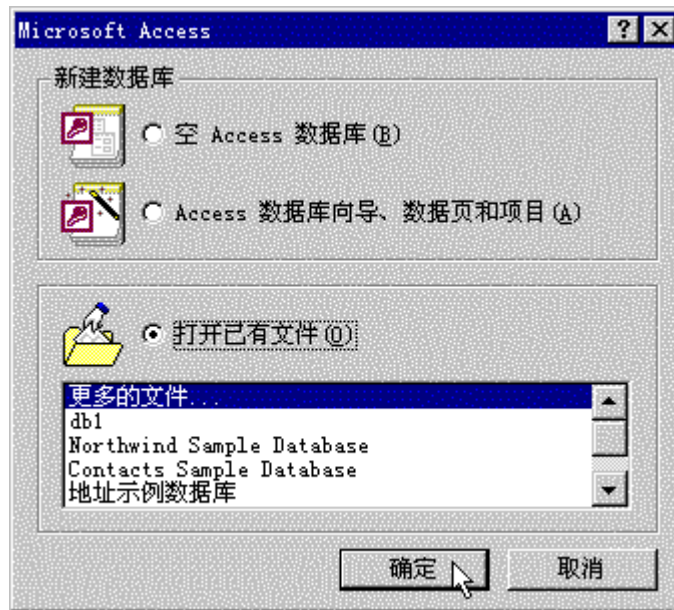 Microsoft Access
新建数据库
空 Access 数据库(B)
Access 数据库向导、数据页和项目(A)
打开已有文件(O)
更多的文件...
db1
Northwind Sample Database
Contacts Sample Database
地址示例数据库
确定 取消